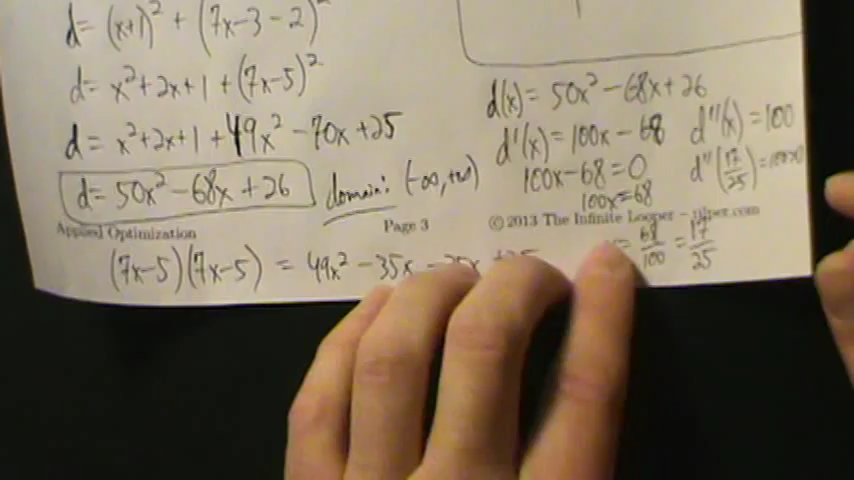 d = (x+1)² + (7x-3-2)²
d = x²+2x+1 + (7x-5)²
d = x²+2x+1 + 49x² - 70x + 25
d = 50x² - 68x + 26
domain: (-∞,+∞)
d(x) = 50x² - 68x + 26
d'(x) = 100x - 68
100x - 68 = 0
100x = 68
= 68/100 = 17/25
d''(x) = 100
d''(17/25) = 100>0
Applied Optimization
Page 3
© 2013 The Infinite Looper -
(7x-5)(7x-5) = 49x² - 35x